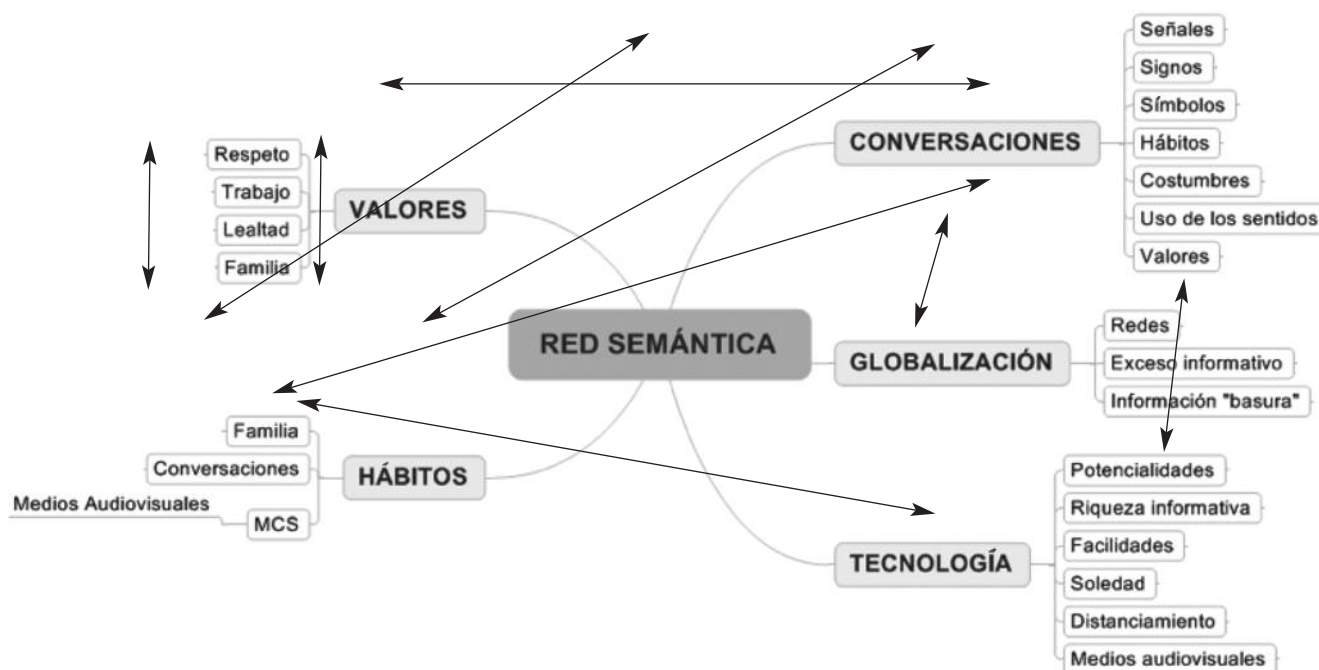 RED SEMÁNTICA
VALORES
Respeto
Trabajo
Lealtad
Familia
HÁBITOS
Familia
Conversaciones
MCS
Medios Audiovisuales
CONVERSACIONES
Señales
Signos
Símbolos
Hábitos
Costumbres
Uso de los sentidos
Valores
GLOBALIZACIÓN
Redes
Exceso informativo
Información "basura"
TECNOLOGÍA
Potencialidades
Riqueza informativa
Facilidades
Soledad
Distanciamiento
Medios audiovisuales